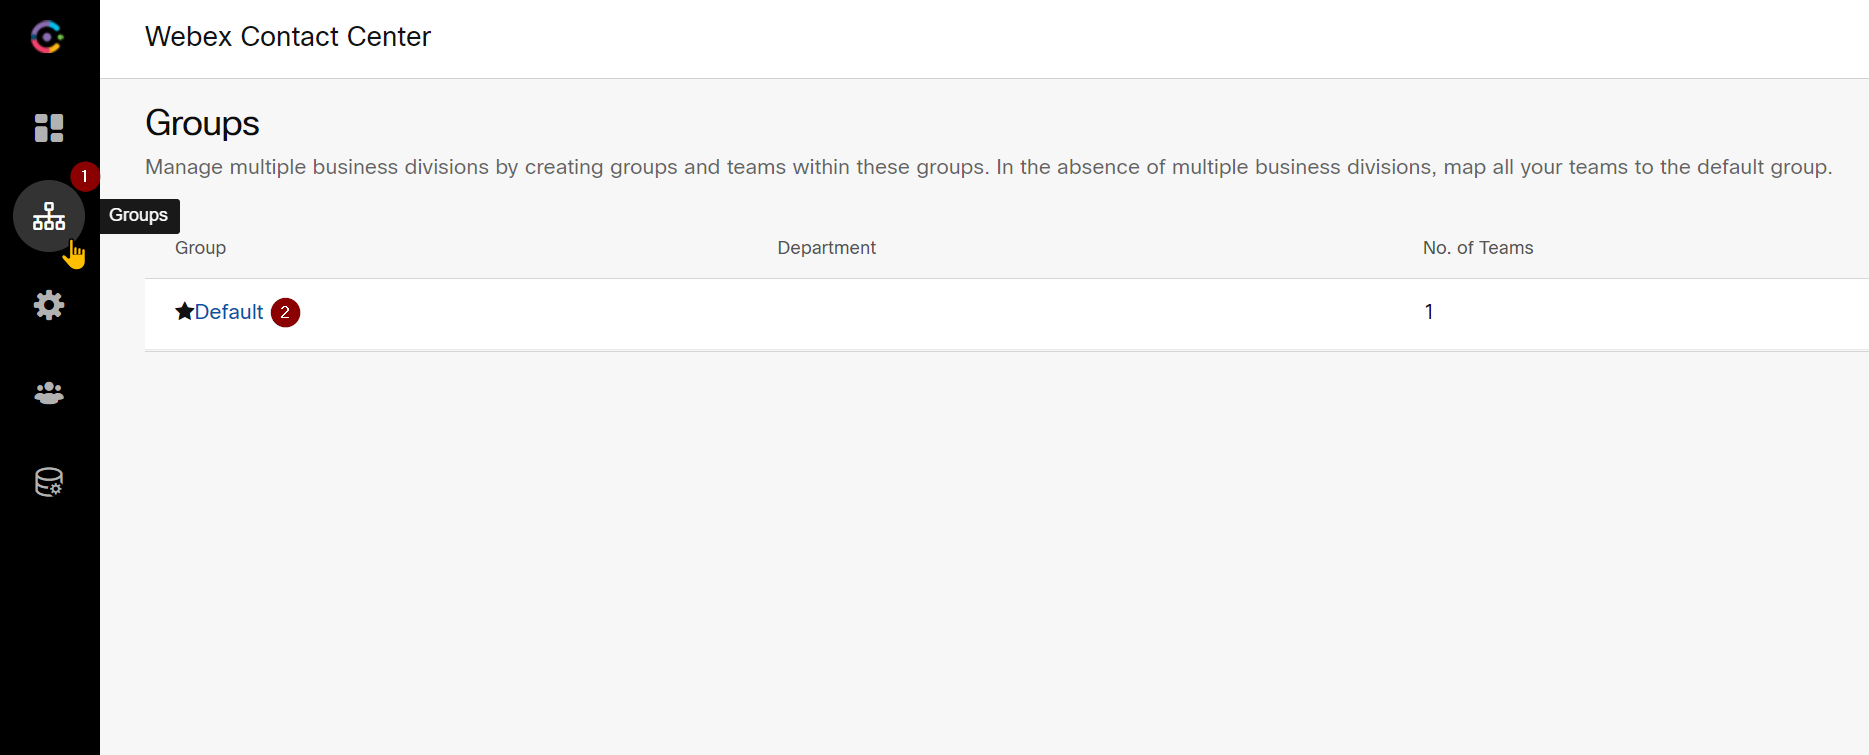 Webex Contact Center
Groups
Manage multiple business divisions by creating groups and teams within these groups. In the absence of multiple business divisions, map all your teams to the default group.
1
Groups
Group Department No. of Teams
★Default 2 1